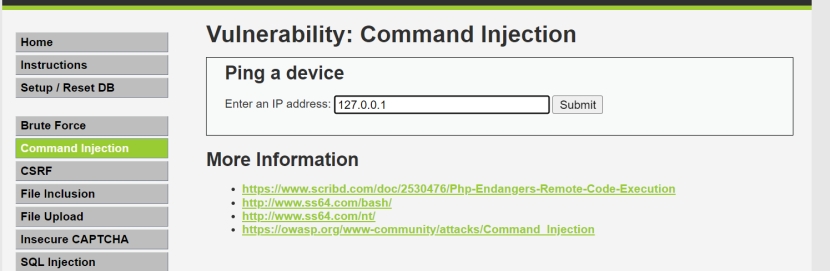 Home
Instructions
Setup / Reset DB
Brute Force
Command Injection
CSRF
File Inclusion
File Upload
Insecure CAPTCHA
SQL Injection
Vulnerability: Command Injection
Ping a device
Enter an IP address: 127.0.0.1 Submit
More Information
https://www.scribd.com/doc/2530476/Php-Endangers-Remote-Code-Execution
http://www.ss64.com/bash/
http://www.ss64.com/nt/
https://owasp.org/www-community/attacks/Command_Injection